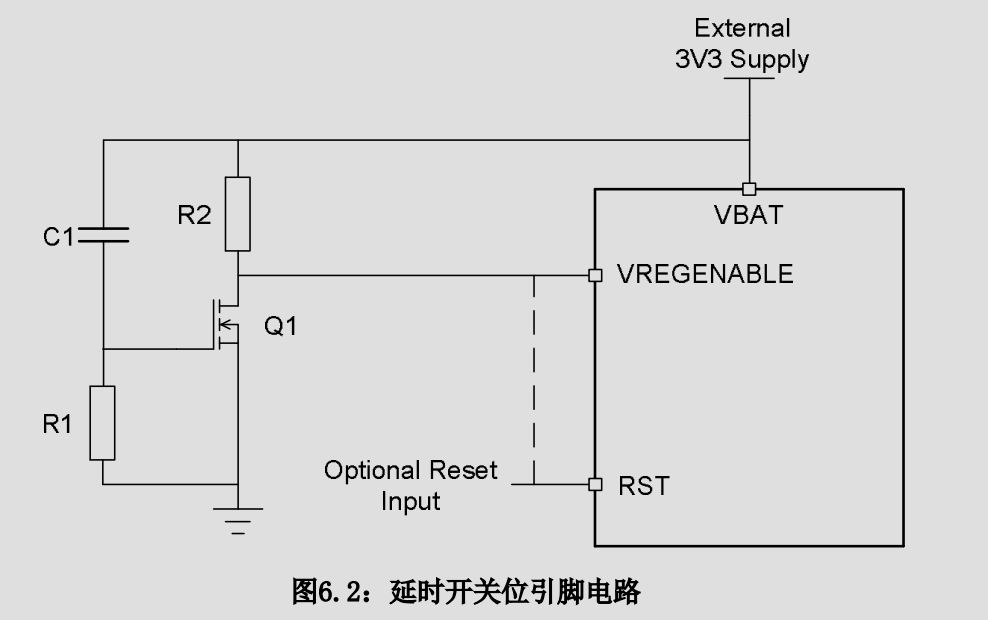 External
3V3 Supply
VBAT
R2
C1
VREGENABLE
Q1
R1
Optional Reset
Input
RST
图6.2：延时开关位引脚电路